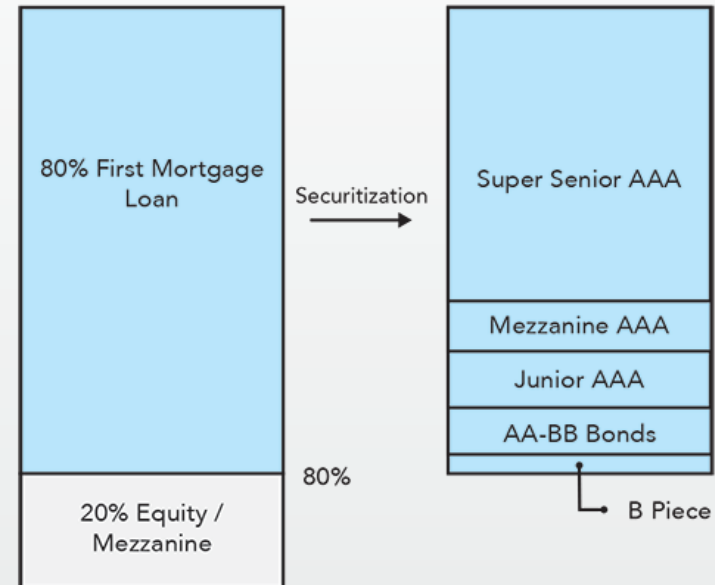 80% First Mortgage
Loan
Securitization
80%
20% Equity /
Mezzanine
Super Senior AAA
Mezzanine AAA
Junior AAA
AA-BB Bonds
B Piece